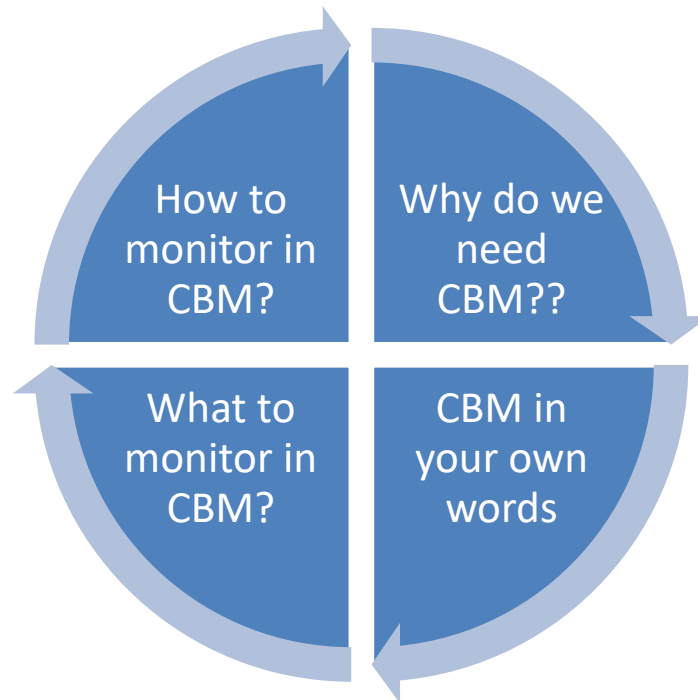 How to
monitor in
CBM?
Why do we
need
CBM??
What to
monitor in
CBM?
CBM in
your own
words